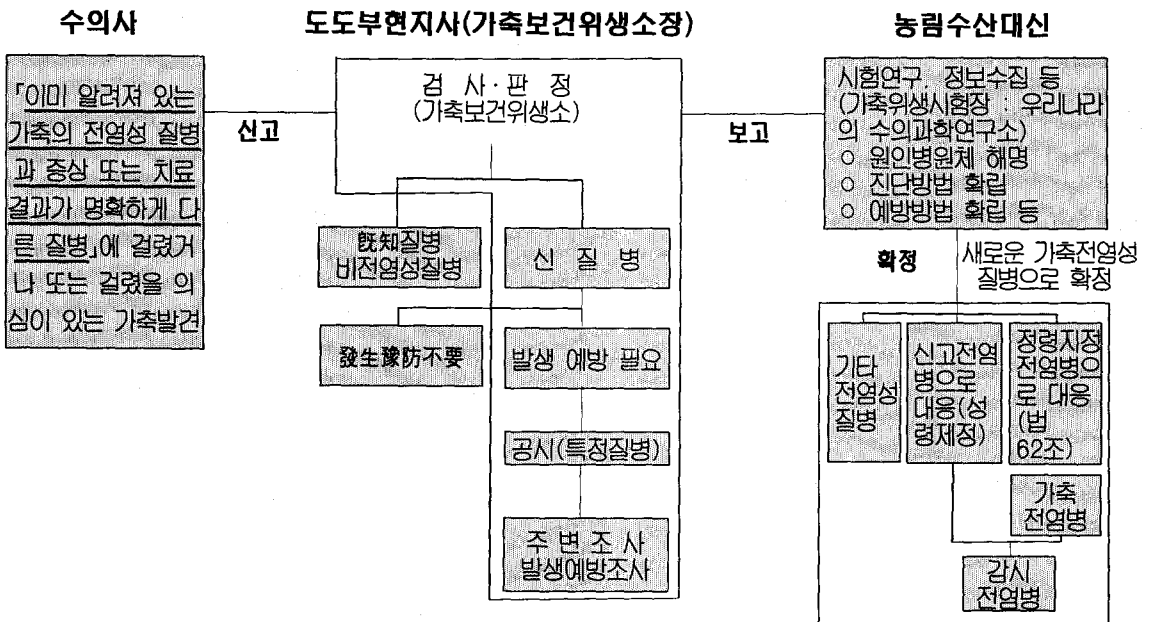 수의사
「이미 알려져 있는
가축의 전염성 질병
과 증상 또는 치료
결과가 명확하게 다
른 질병」에 걸렸거
나 또는 걸렸을 의
심이 있는 가축발견
신고
도도부현지사(가축보건위생소장)
검 사·판 정
(가축보건위생소)
旣知질병
비전염성질병
신 질 병
發生豫防不要
발생 예방 필요
공시(특정질병)
주 변 조 사
발생예방조사
보고
농림수산대신
시험연구, 정보수집 등
(가축위생시험장 : 우리나라
의 수의과학연구소)
○ 원인병원체 해명
○ 진단방법 확립
○ 예방방법 확립 등
확정
새로운 가축전염성
질병으로 확정
기타
전염성
질병
신고전염
병으로
대응(성
령제정)
정령지정
전염병으
로 대응
(법
62조)
가축
전염병
감시
전염병